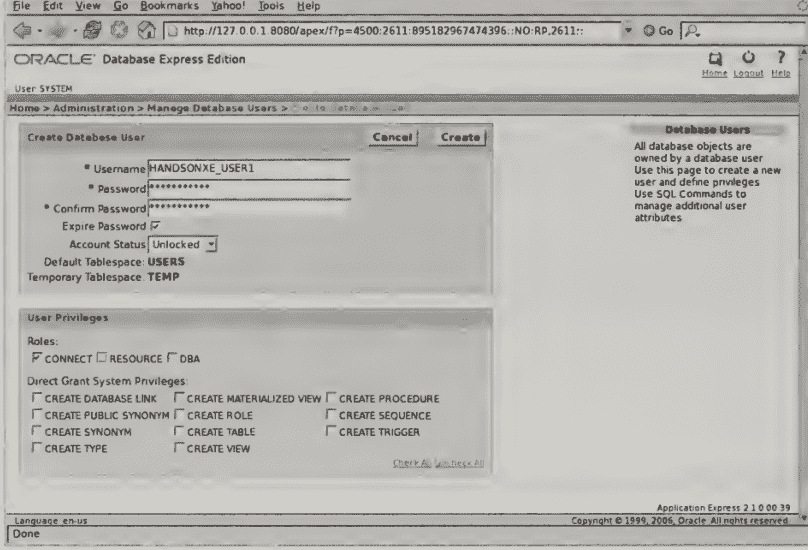 File Edit View Go Bookmarks Yahoo! Tools Help
http://127.0.0.1 8080/apex/f?p=4500:2611:895182967474396::NO:RP,2611::
Go
ORACLE Database Express Edition
Home Logout Help
User SYSTEM
Home > Administration > Manage Database Users >
Create Database User
Cancel Create
* Username HANDSONXE_USER1
* Password ***********
* Confirm Password ***********
Expire Password
Account Status Unlocked
Default Tablespace: USERS
Temporary Tablespace. TEMP
Database Users
All database objects are
owned by a database user
Use this page to create a new
user and define privileges
Use SQL Commands to
manage additional user
attributes
User Privileges
Roles:
CONNECT RESOURCE DBA
Direct Grant System Privileges:
CREATE DATABASE LINK CREATE MATERIALIZED VIEW CREATE PROCEDURE
CREATE PUBLIC SYNONYM CREATE ROLE CREATE SEQUENCE
CREATE SYNONYM CREATE TABLE CREATE TRIGGER
CREATE TYPE CREATE VIEW
Check All Uncheck All
Application Express 2 1 0 00 39
Language en-us
Copyright © 1999, 2006, Oracle All rights reserved
Done